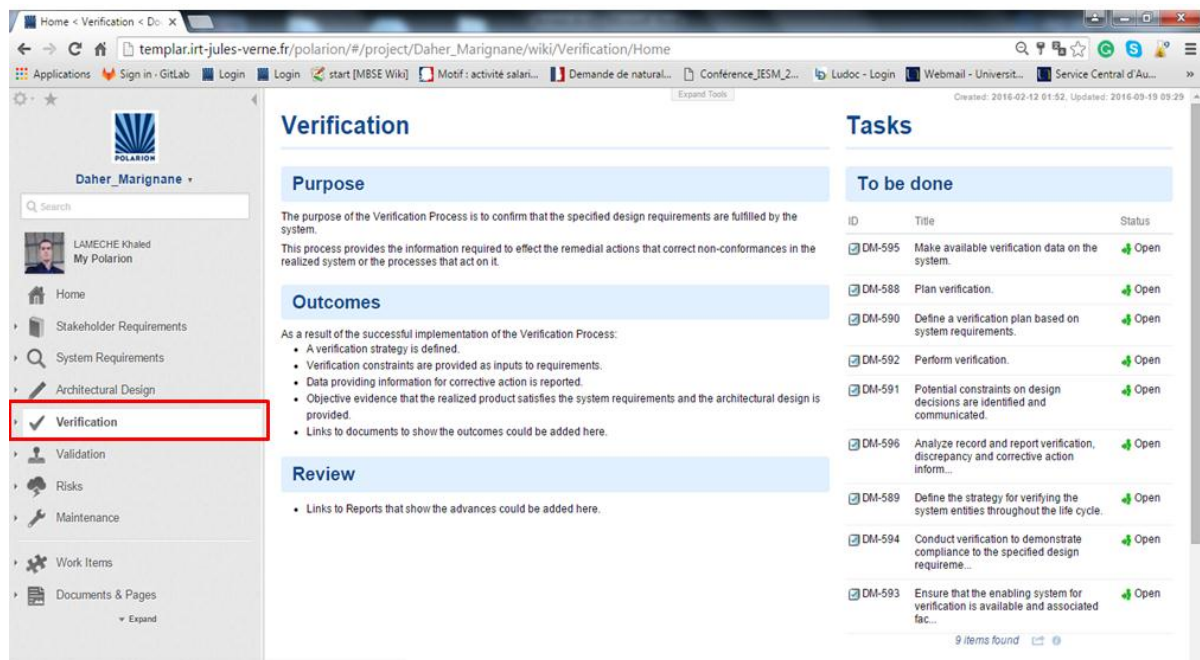 Home < Verification < Do
templar.irt-jules-verne.fr/polarion/#/project/Daher_Marignane/wiki/Verification/Home
Applications Sign in · GitLab Login Login start [MBSE Wiki] Motif : activité salari... Demande de natural... Conférence_IESM_2... Ludoc - Login Webmail - Universit... Service Central d'Au... »
Expand Tools
Created: 2016-02-12 01:52, Updated: 2016-09-19 09:29
POLARION
Daher_Marignane
Search
LAMECHE Khaled
My Polarion
Home
Stakeholder Requirements
System Requirements
Architectural Design
Verification
Validation
Risks
Maintenance
Work Items
Documents & Pages
Expand
Verification
Purpose
The purpose of the Verification Process is to confirm that the specified design requirements are fulfilled by the
system.
This process provides the information required to effect the remedial actions that correct non-conformances in the
realized system or the processes that act on it.
Outcomes
As a result of the successful implementation of the Verification Process:
• A verification strategy is defined.
• Verification constraints are provided as inputs to requirements.
• Data providing information for corrective action is reported.
• Objective evidence that the realized product satisfies the system requirements and the architectural design is
provided.
• Links to documents to show the outcomes could be added here.
Review
• Links to Reports that show the advances could be added here.
Tasks
To be done
ID Title Status
DM-595 Make available verification data on the Open
system.
DM-588 Plan verification. Open
DM-590 Define a verification plan based on Open
system requirements.
DM-592 Perform verification. Open
DM-591 Potential constraints on design Open
decisions are identified and
communicated.
DM-596 Analyze record and report verification, Open
discrepancy and corrective action
inform...
DM-589 Define the strategy for verifying the Open
system entities throughout the life cycle.
DM-594 Conduct verification to demonstrate Open
compliance to the specified design
requireme...
DM-593 Ensure that the enabling system for Open
verification is available and associated
fac...
9 items found